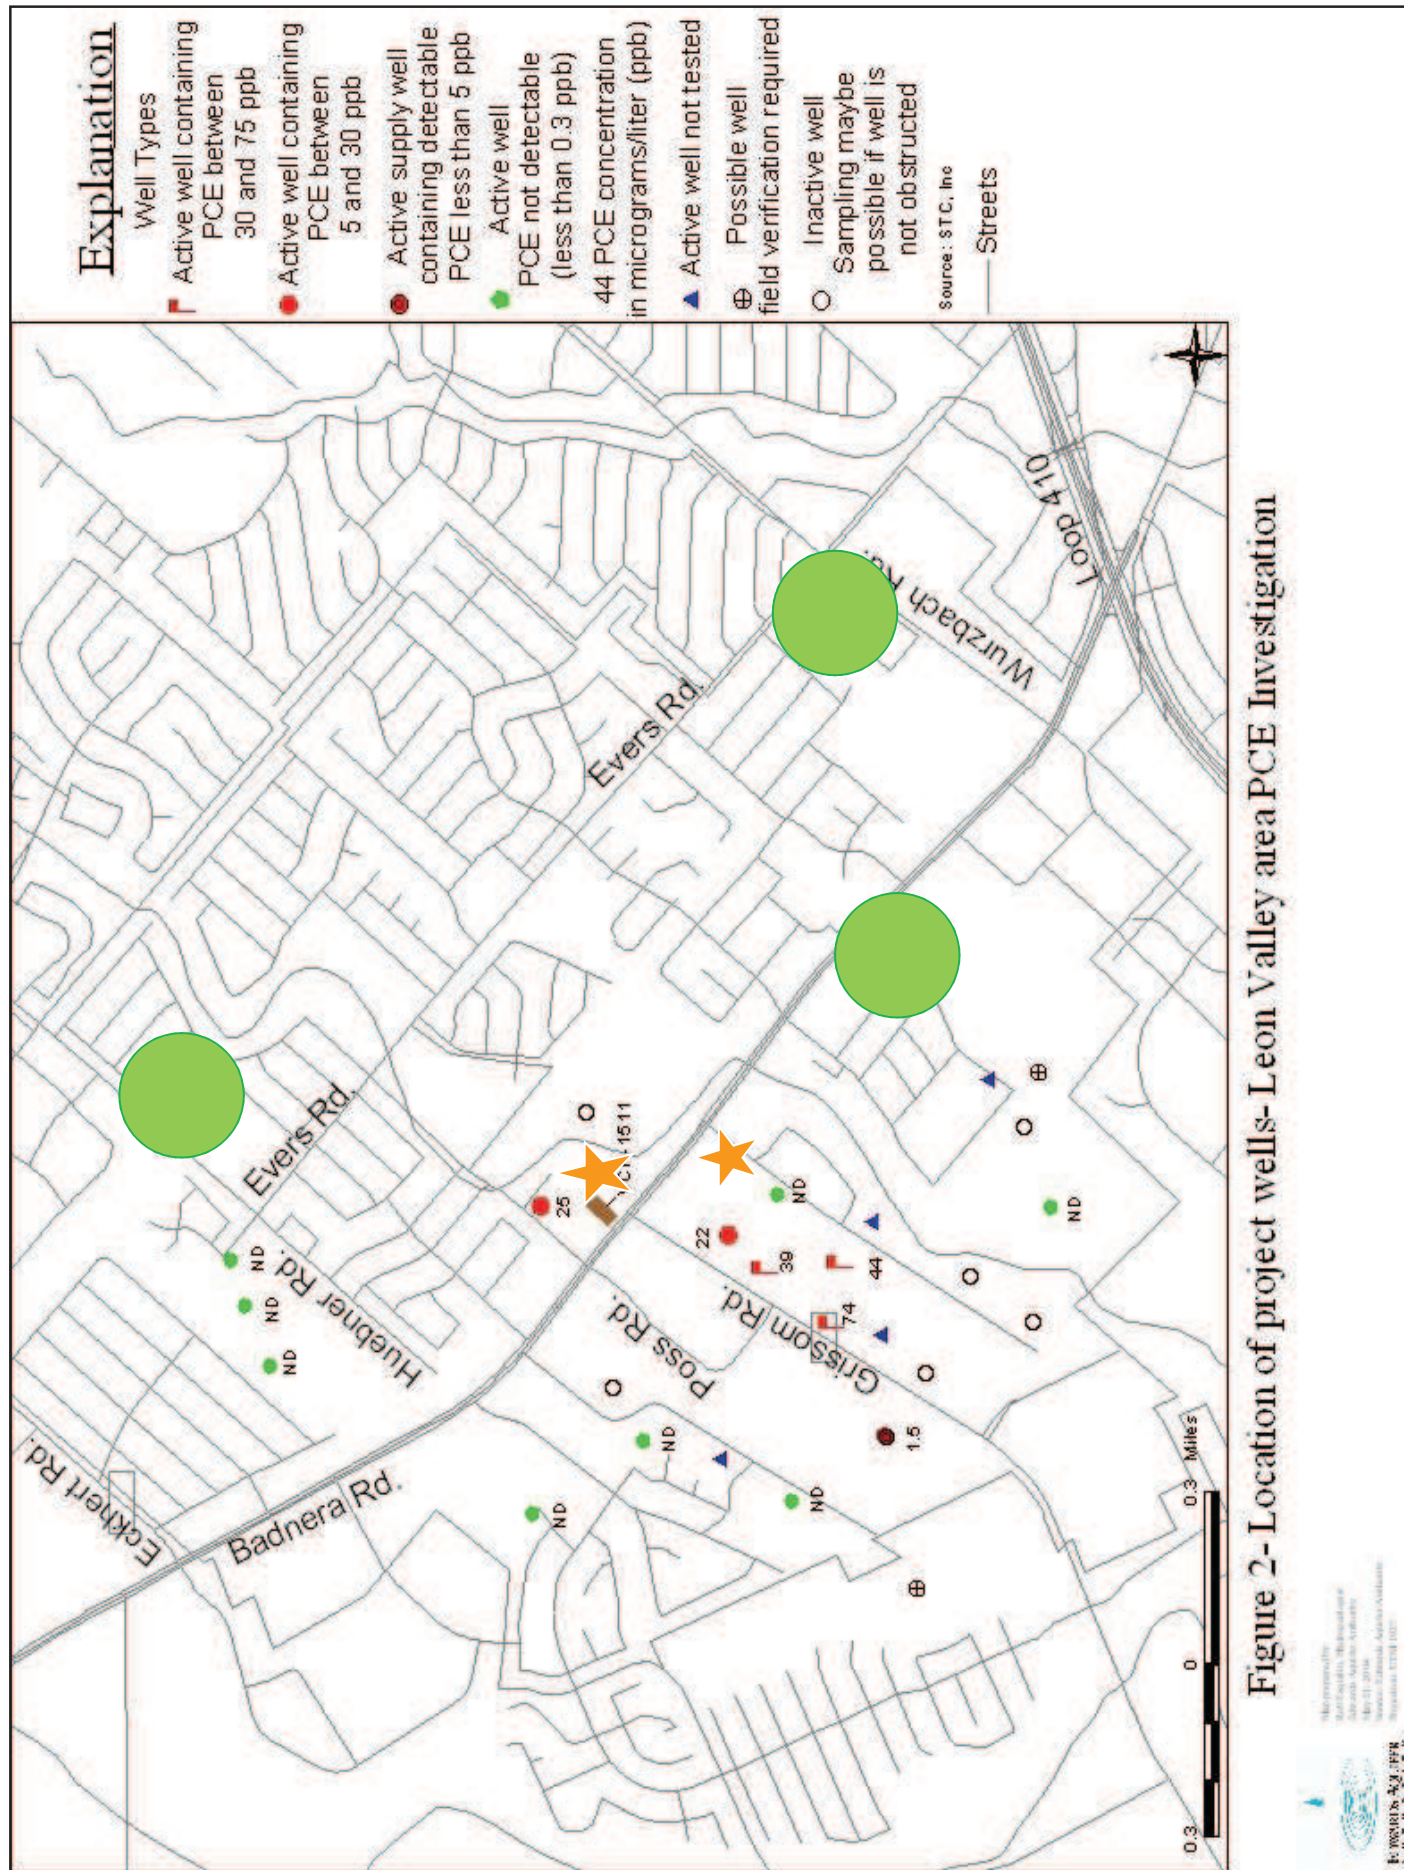 Explanation
Well Types
Active well containing
PCE between
30 and 75 ppb
Active well containing
PCE between
5 and 30 ppb
Active supply well
containing detectable
PCE less than 5 ppb
Active well
PCE not detectable
(less than 0.3 ppb)
44 PCE concentration
in micrograms/liter (ppb)
Active well not tested
Possible well
field verification required
Inactive well
Sampling maybe
possible if well is
not obstructed
Source: STC, Inc
Streets
Eckhert Rd.
Badnera Rd.
Huebner Rd.
Evers Rd.
Evers Rd.
Wurzbach Rd.
Loop 410
Poss Rd.
Grissom Rd.
ND
ND
ND
25
1511
22
39
44
74
ND
ND
ND
ND
ND
1.5
0.3
0
0.3
Miles
Figure 2- Location of project wells- Leon Valley area PCE Investigation
EDWARDS AQUIFER